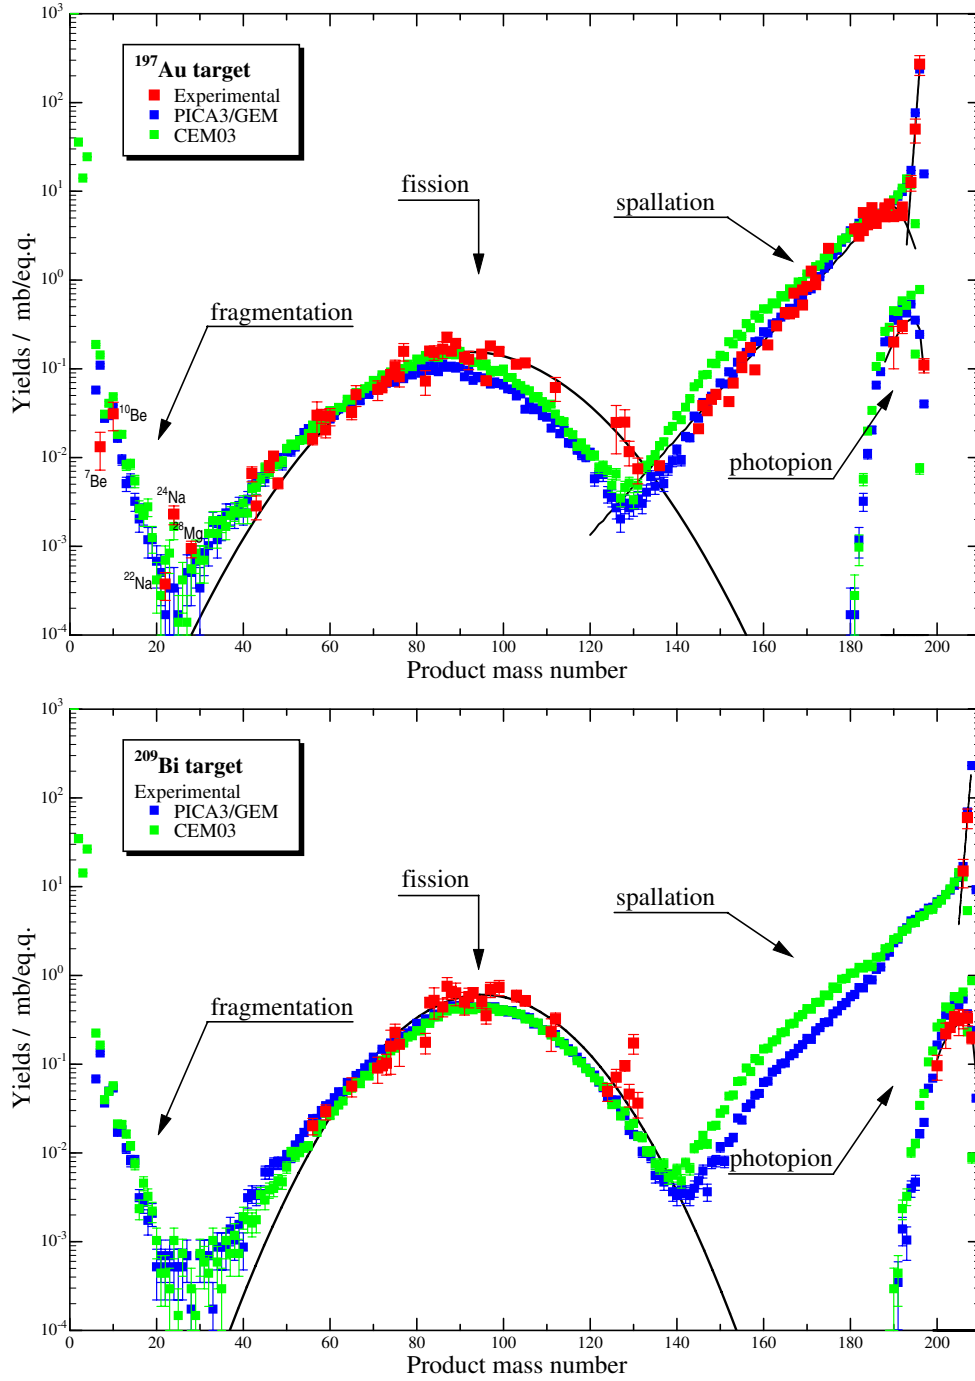 10³
¹⁹⁷Au target
Experimental
PICA3/GEM
CEM03
10²
10¹
10⁰
10⁻¹
10⁻²
10⁻³
10⁻⁴
Yields / mb/eq.q.
fission
spallation
fragmentation
photopion
¹⁰Be
⁷Be
²⁴Na
²⁸Mg
²²Na
0 20 40 60 80 100 120 140 160 180 200
Product mass number
10³
²⁰⁹Bi target
Experimental
PICA3/GEM
CEM03
10²
10¹
10⁰
10⁻¹
10⁻²
10⁻³
10⁻⁴
Yields / mb/eq.q.
fission
spallation
fragmentation
photopion
0 20 40 60 80 100 120 140 160 180 200
Product mass number